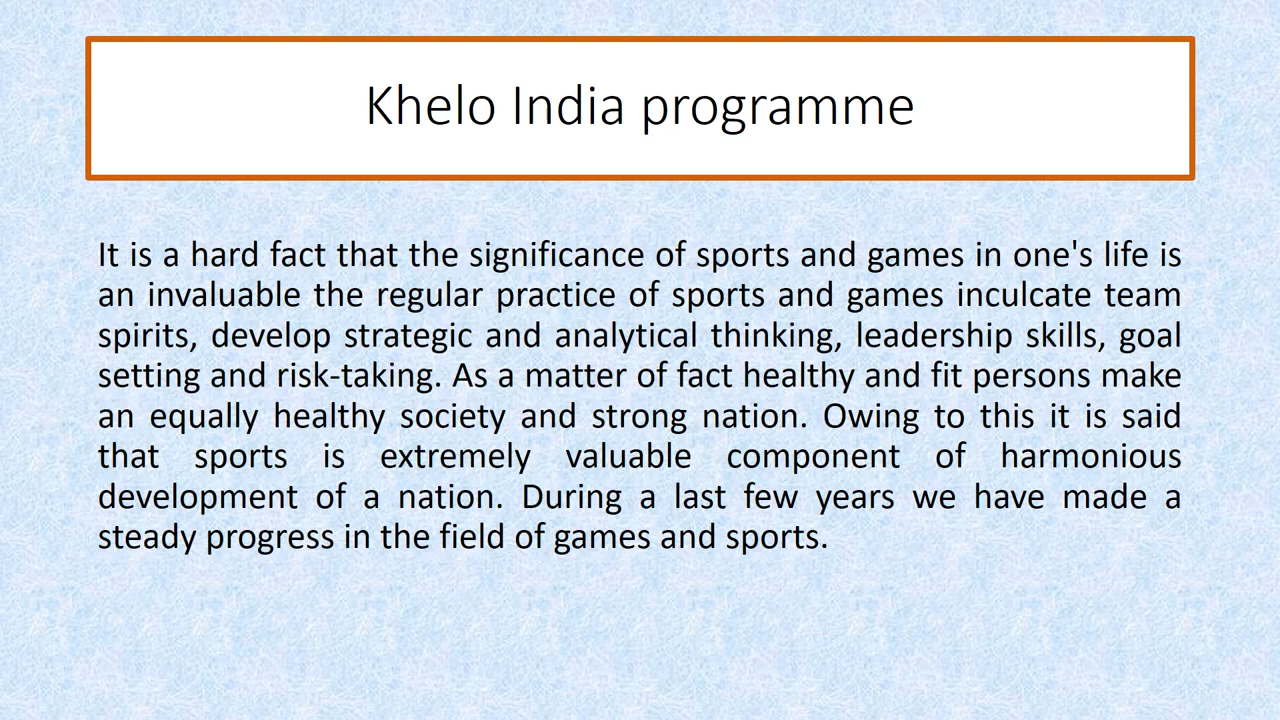 Khelo India programme
It is a hard fact that the significance of sports and games in one's life is
an invaluable the regular practice of sports and games inculcate team
spirits, develop strategic and analytical thinking, leadership skills, goal
setting and risk-taking. As a matter of fact healthy and fit persons make
an equally healthy society and strong nation. Owing to this it is said
that sports is extremely valuable component of harmonious
development of a nation. During a last few years we have made a
steady progress in the field of games and sports.